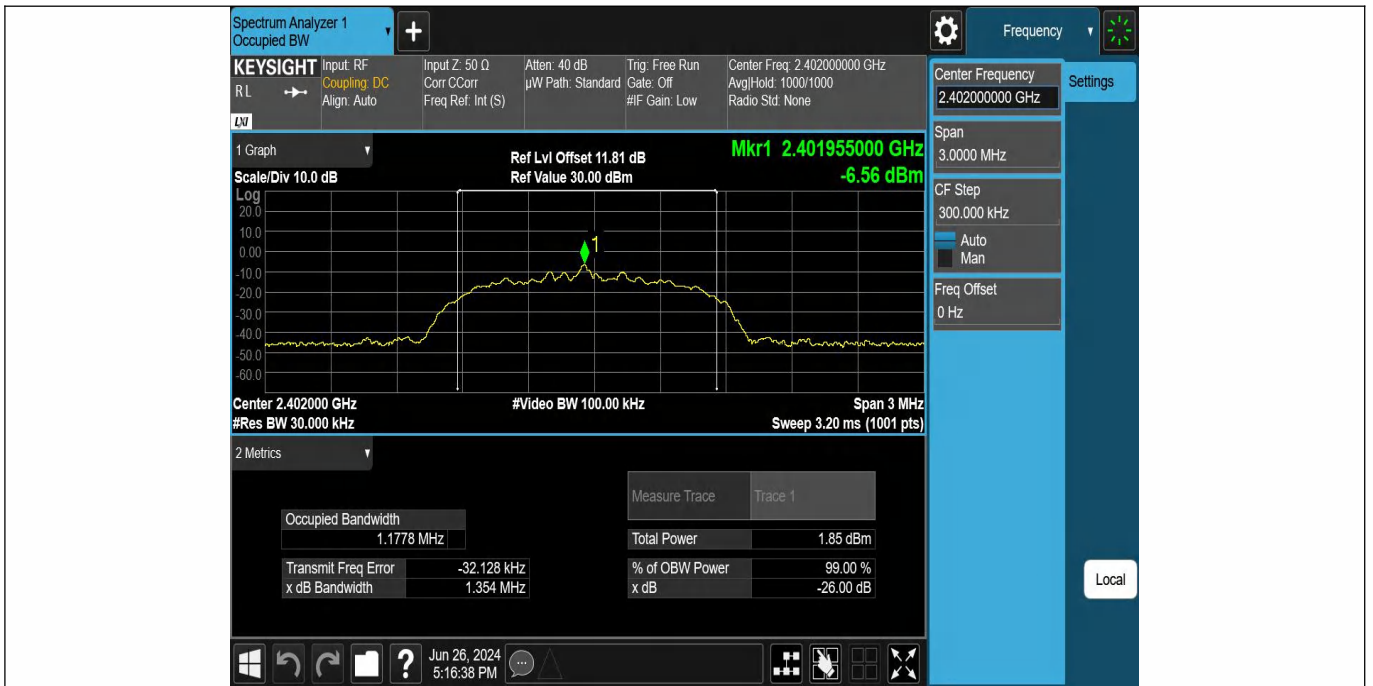 Spectrum Analyzer 1
Occupied BW
Frequency
KEYSIGHT
RL
LXI
Input: RF
Coupling: DC
Align: Auto
Input Z: 50 Ω
Corr CCorr
Freq Ref: Int (S)
Atten: 40 dB
µW Path: Standard
Trig: Free Run
Gate: Off
#IF Gain: Low
Center Freq: 2.402000000 GHz
Avg|Hold: 1000/1000
Radio Std: None
Center Frequency
2.402000000 GHz
Settings
Span
3.0000 MHz
CF Step
300.000 kHz
Auto
Man
Freq Offset
0 Hz
Local
1 Graph
Scale/Div 10.0 dB
Ref Lvl Offset 11.81 dB
Ref Value 30.00 dBm
Mkr1 2.401955000 GHz
-6.56 dBm
Log
20.0
10.0
0.00
-10.0
-20.0
-30.0
-40.0
-50.0
-60.0
1
Center 2.402000 GHz
#Video BW 100.00 kHz
Span 3 MHz
#Res BW 30.000 kHz
Sweep 3.20 ms (1001 pts)
2 Metrics
Measure Trace Trace 1
Occupied Bandwidth
1.1778 MHz
Total Power 1.85 dBm
Transmit Freq Error -32.128 kHz
% of OBW Power 99.00 %
x dB Bandwidth 1.354 MHz
x dB -26.00 dB
?
Jun 26, 2024
5:16:38 PM